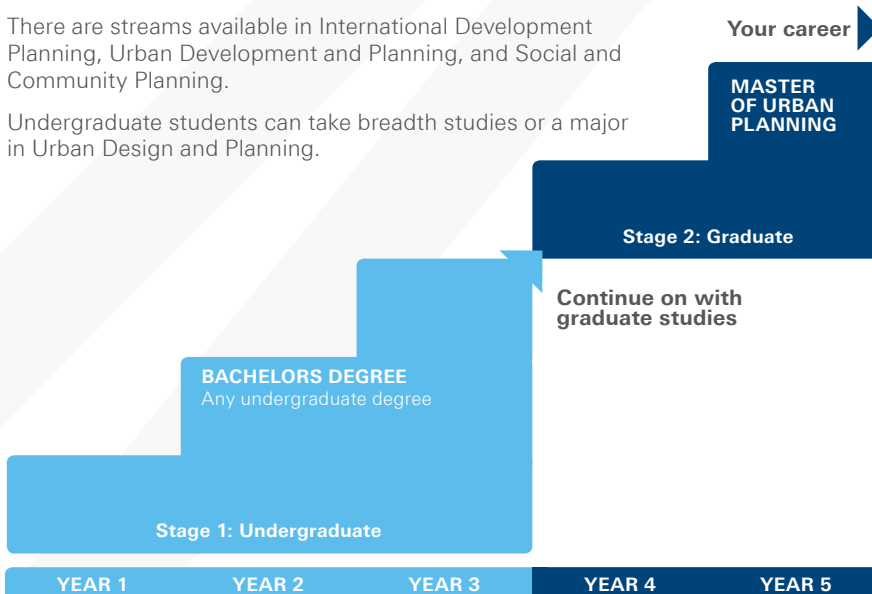 There are streams available in International Development
Planning, Urban Development and Planning, and Social and
Community Planning.
Undergraduate students can take breadth studies or a major
in Urban Design and Planning.
Your career
MASTER
OF URBAN
PLANNING
Stage 2: Graduate
Continue on with
graduate studies
BACHELORS DEGREE
Any undergraduate degree
Stage 1: Undergraduate
YEAR 1 YEAR 2 YEAR 3 YEAR 4 YEAR 5